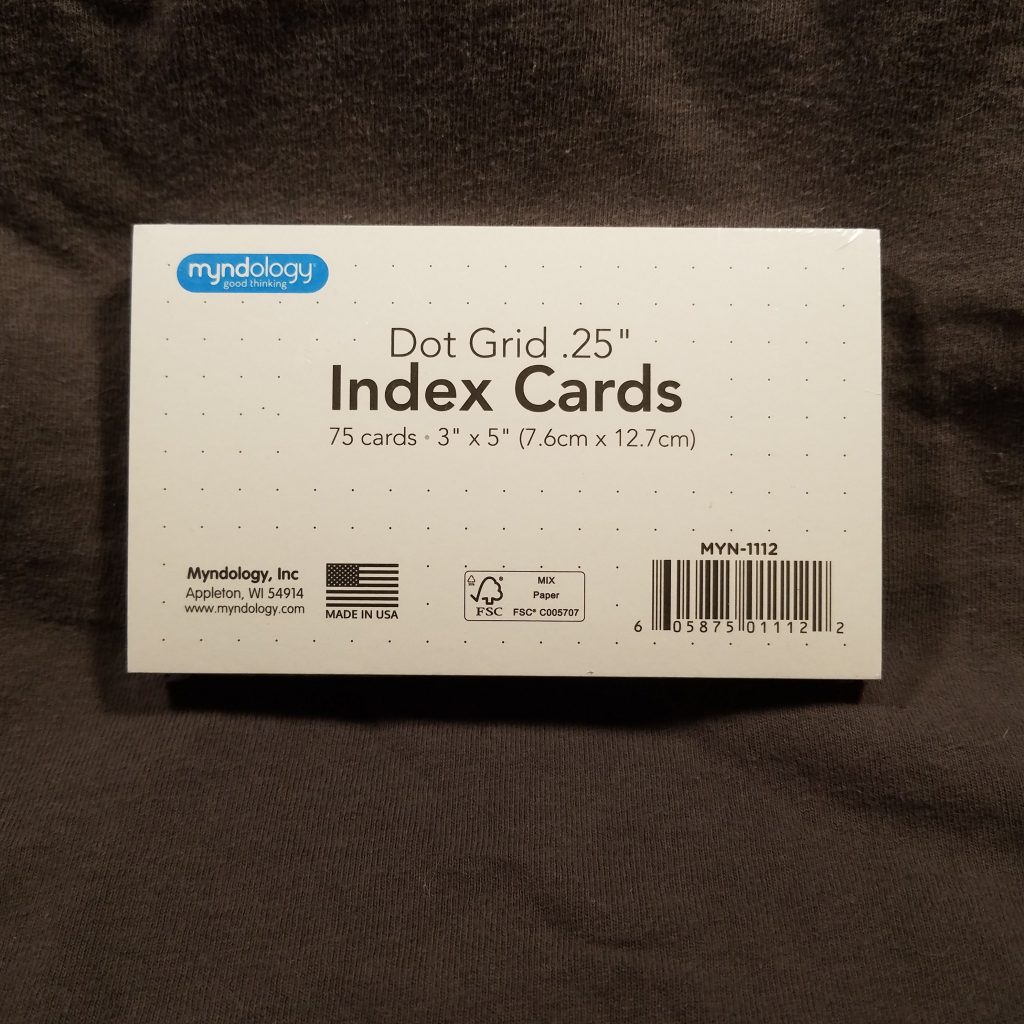 myndology®
good thinking
Dot Grid .25"
Index Cards
75 cards • 3" x 5" (7.6cm x 12.7cm)
Myndology, Inc
Appleton, WI 54914
www.myndology.com
MADE IN USA
FSC®
MIX
Paper
FSC® C005707
MYN-1112
6 05875 01112 2